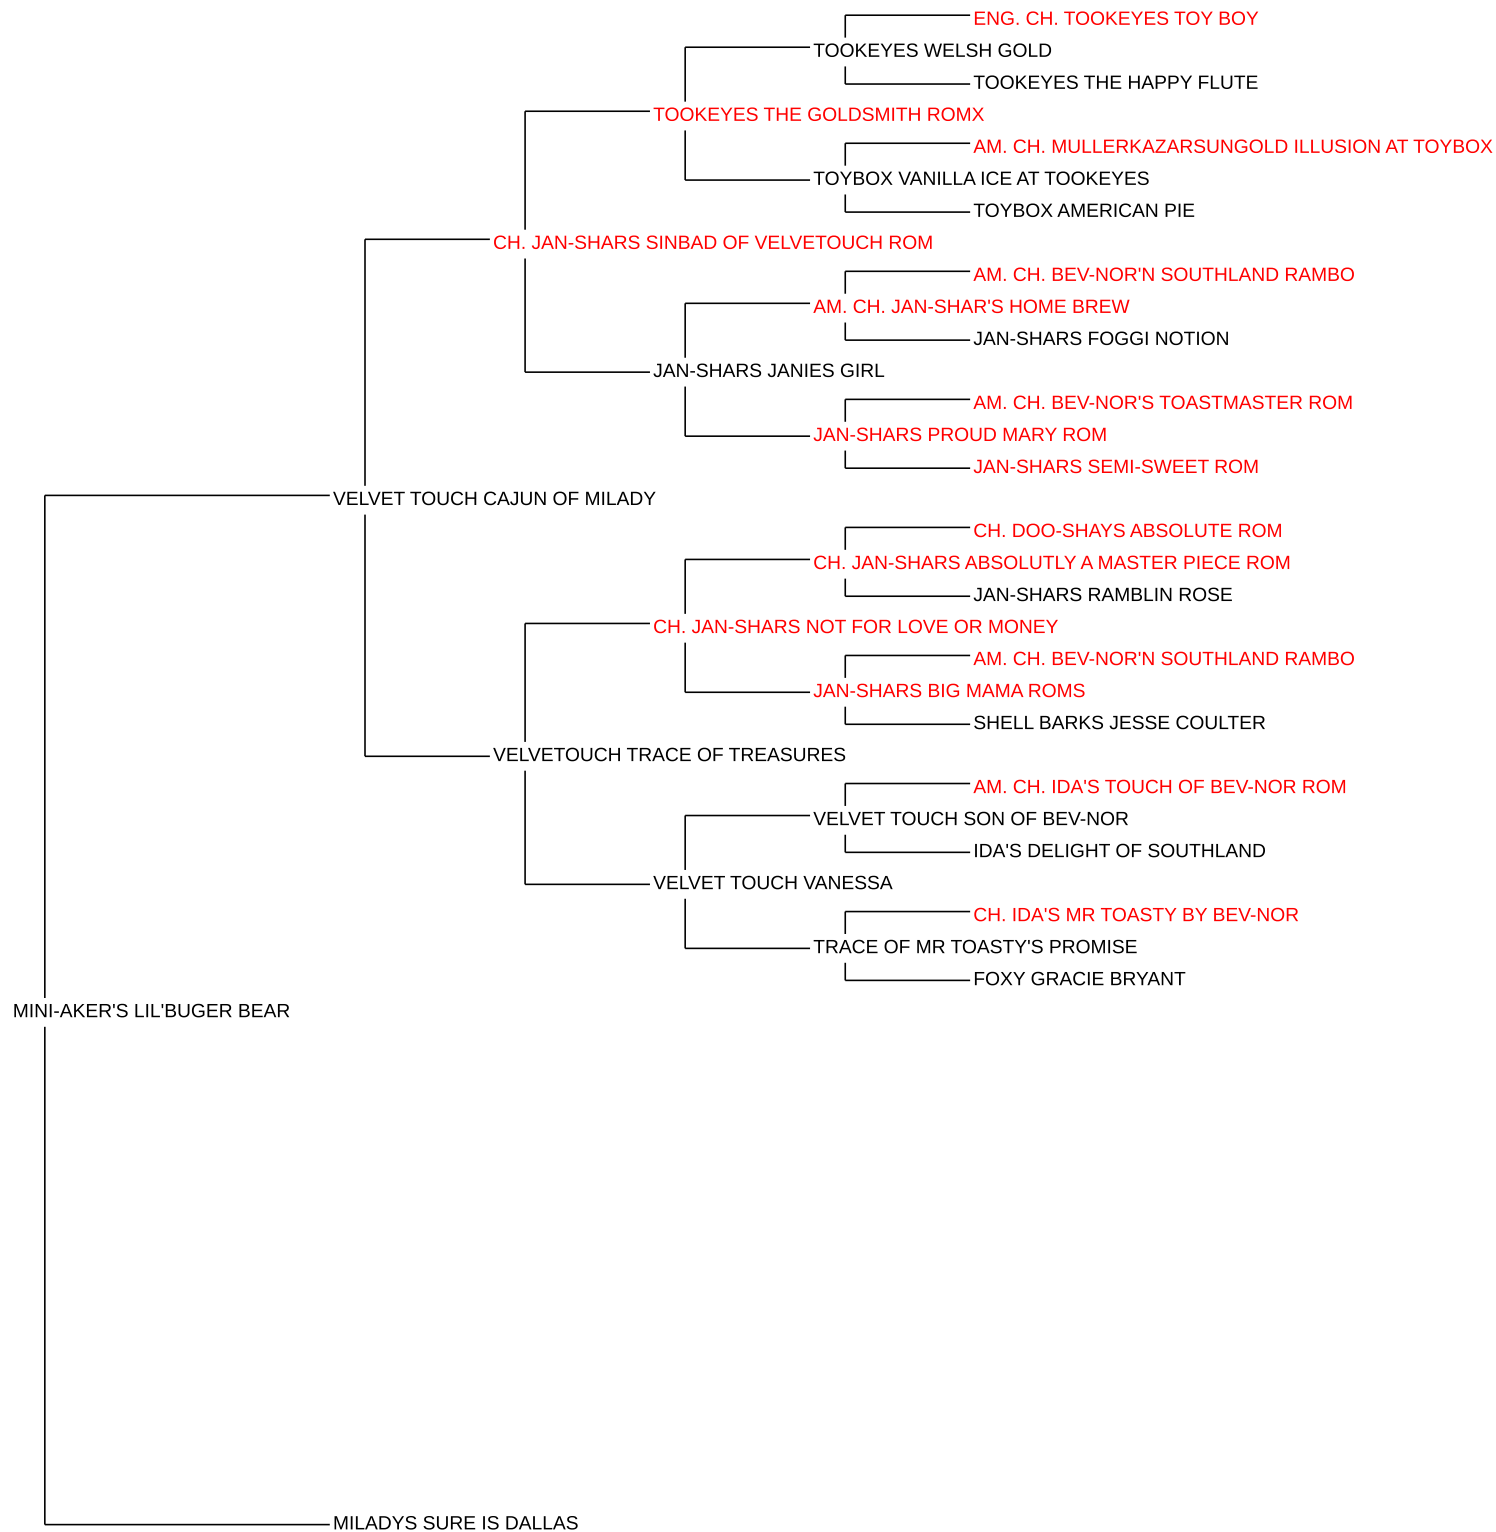 ENG. CH. TOOKEYES TOY BOY
TOOKEYES WELSH GOLD
TOOKEYES THE HAPPY FLUTE
TOOKEYES THE GOLDSMITH ROMX
AM. CH. MULLERKAZARSUNGOLD ILLUSION AT TOYBOX
TOYBOX VANILLA ICE AT TOOKEYES
TOYBOX AMERICAN PIE
CH. JAN-SHARS SINBAD OF VELVETOUCH ROM
AM. CH. BEV-NOR'N SOUTHLAND RAMBO
AM. CH. JAN-SHAR'S HOME BREW
JAN-SHARS FOGGI NOTION
JAN-SHARS JANIES GIRL
AM. CH. BEV-NOR'S TOASTMASTER ROM
JAN-SHARS PROUD MARY ROM
JAN-SHARS SEMI-SWEET ROM
VELVET TOUCH CAJUN OF MILADY
CH. DOO-SHAYS ABSOLUTE ROM
CH. JAN-SHARS ABSOLUTLY A MASTER PIECE ROM
JAN-SHARS RAMBLIN ROSE
CH. JAN-SHARS NOT FOR LOVE OR MONEY
AM. CH. BEV-NOR'N SOUTHLAND RAMBO
JAN-SHARS BIG MAMA ROMS
SHELL BARKS JESSE COULTER
VELVETOUCH TRACE OF TREASURES
AM. CH. IDA'S TOUCH OF BEV-NOR ROM
VELVET TOUCH SON OF BEV-NOR
IDA'S DELIGHT OF SOUTHLAND
VELVET TOUCH VANESSA
CH. IDA'S MR TOASTY BY BEV-NOR
TRACE OF MR TOASTY'S PROMISE
FOXY GRACIE BRYANT
MINI-AKER'S LIL'BUGER BEAR
MILADYS SURE IS DALLAS